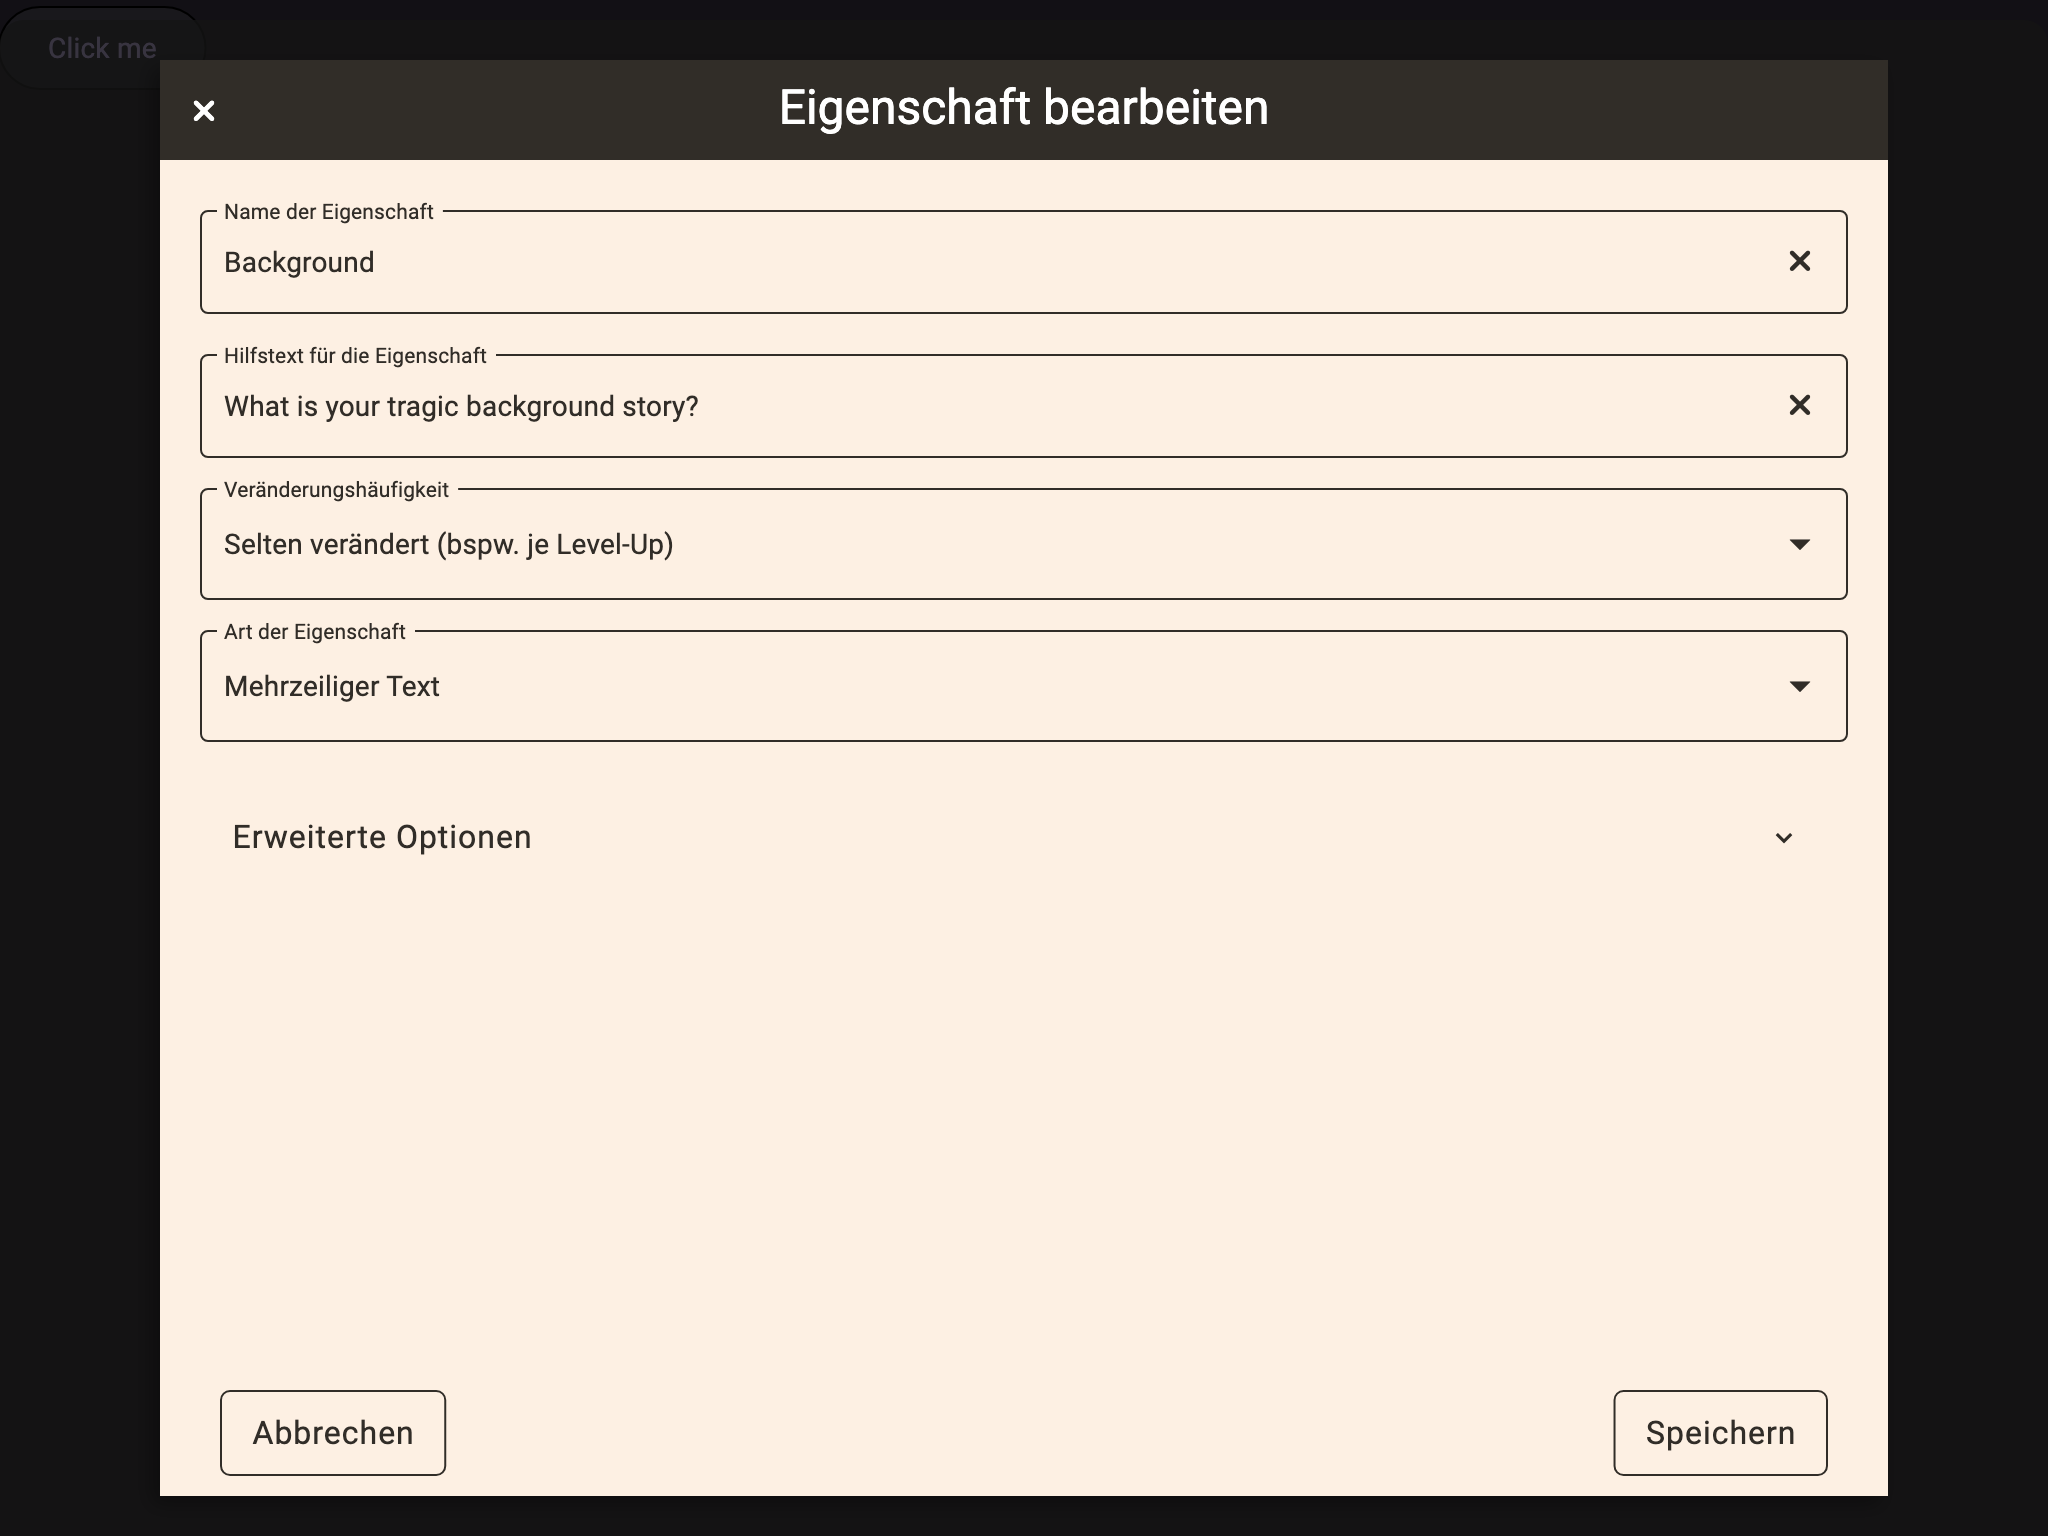 Click me
Eigenschaft bearbeiten
Name der Eigenschaft
Background
Hilfstext für die Eigenschaft
What is your tragic background story?
Veränderungshäufigkeit
Selten verändert (bspw. je Level-Up)
Art der Eigenschaft
Mehrzeiliger Text
Erweiterte Optionen
Abbrechen
Speichern